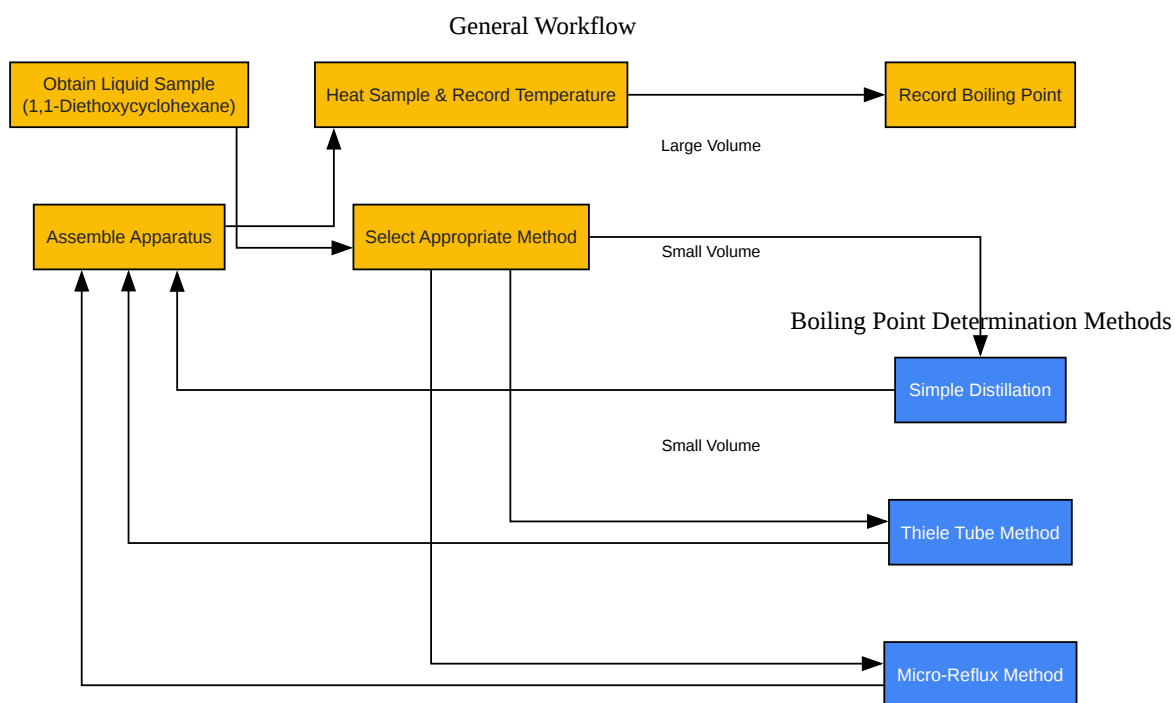 General Workflow
Obtain Liquid Sample
(1,1-Diethoxycyclohexane)
Heat Sample & Record Temperature
Record Boiling Point
Large Volume
Assemble Apparatus
Select Appropriate Method
Small Volume
Boiling Point Determination Methods
Simple Distillation
Small Volume
Thiele Tube Method
Micro-Reflux Method